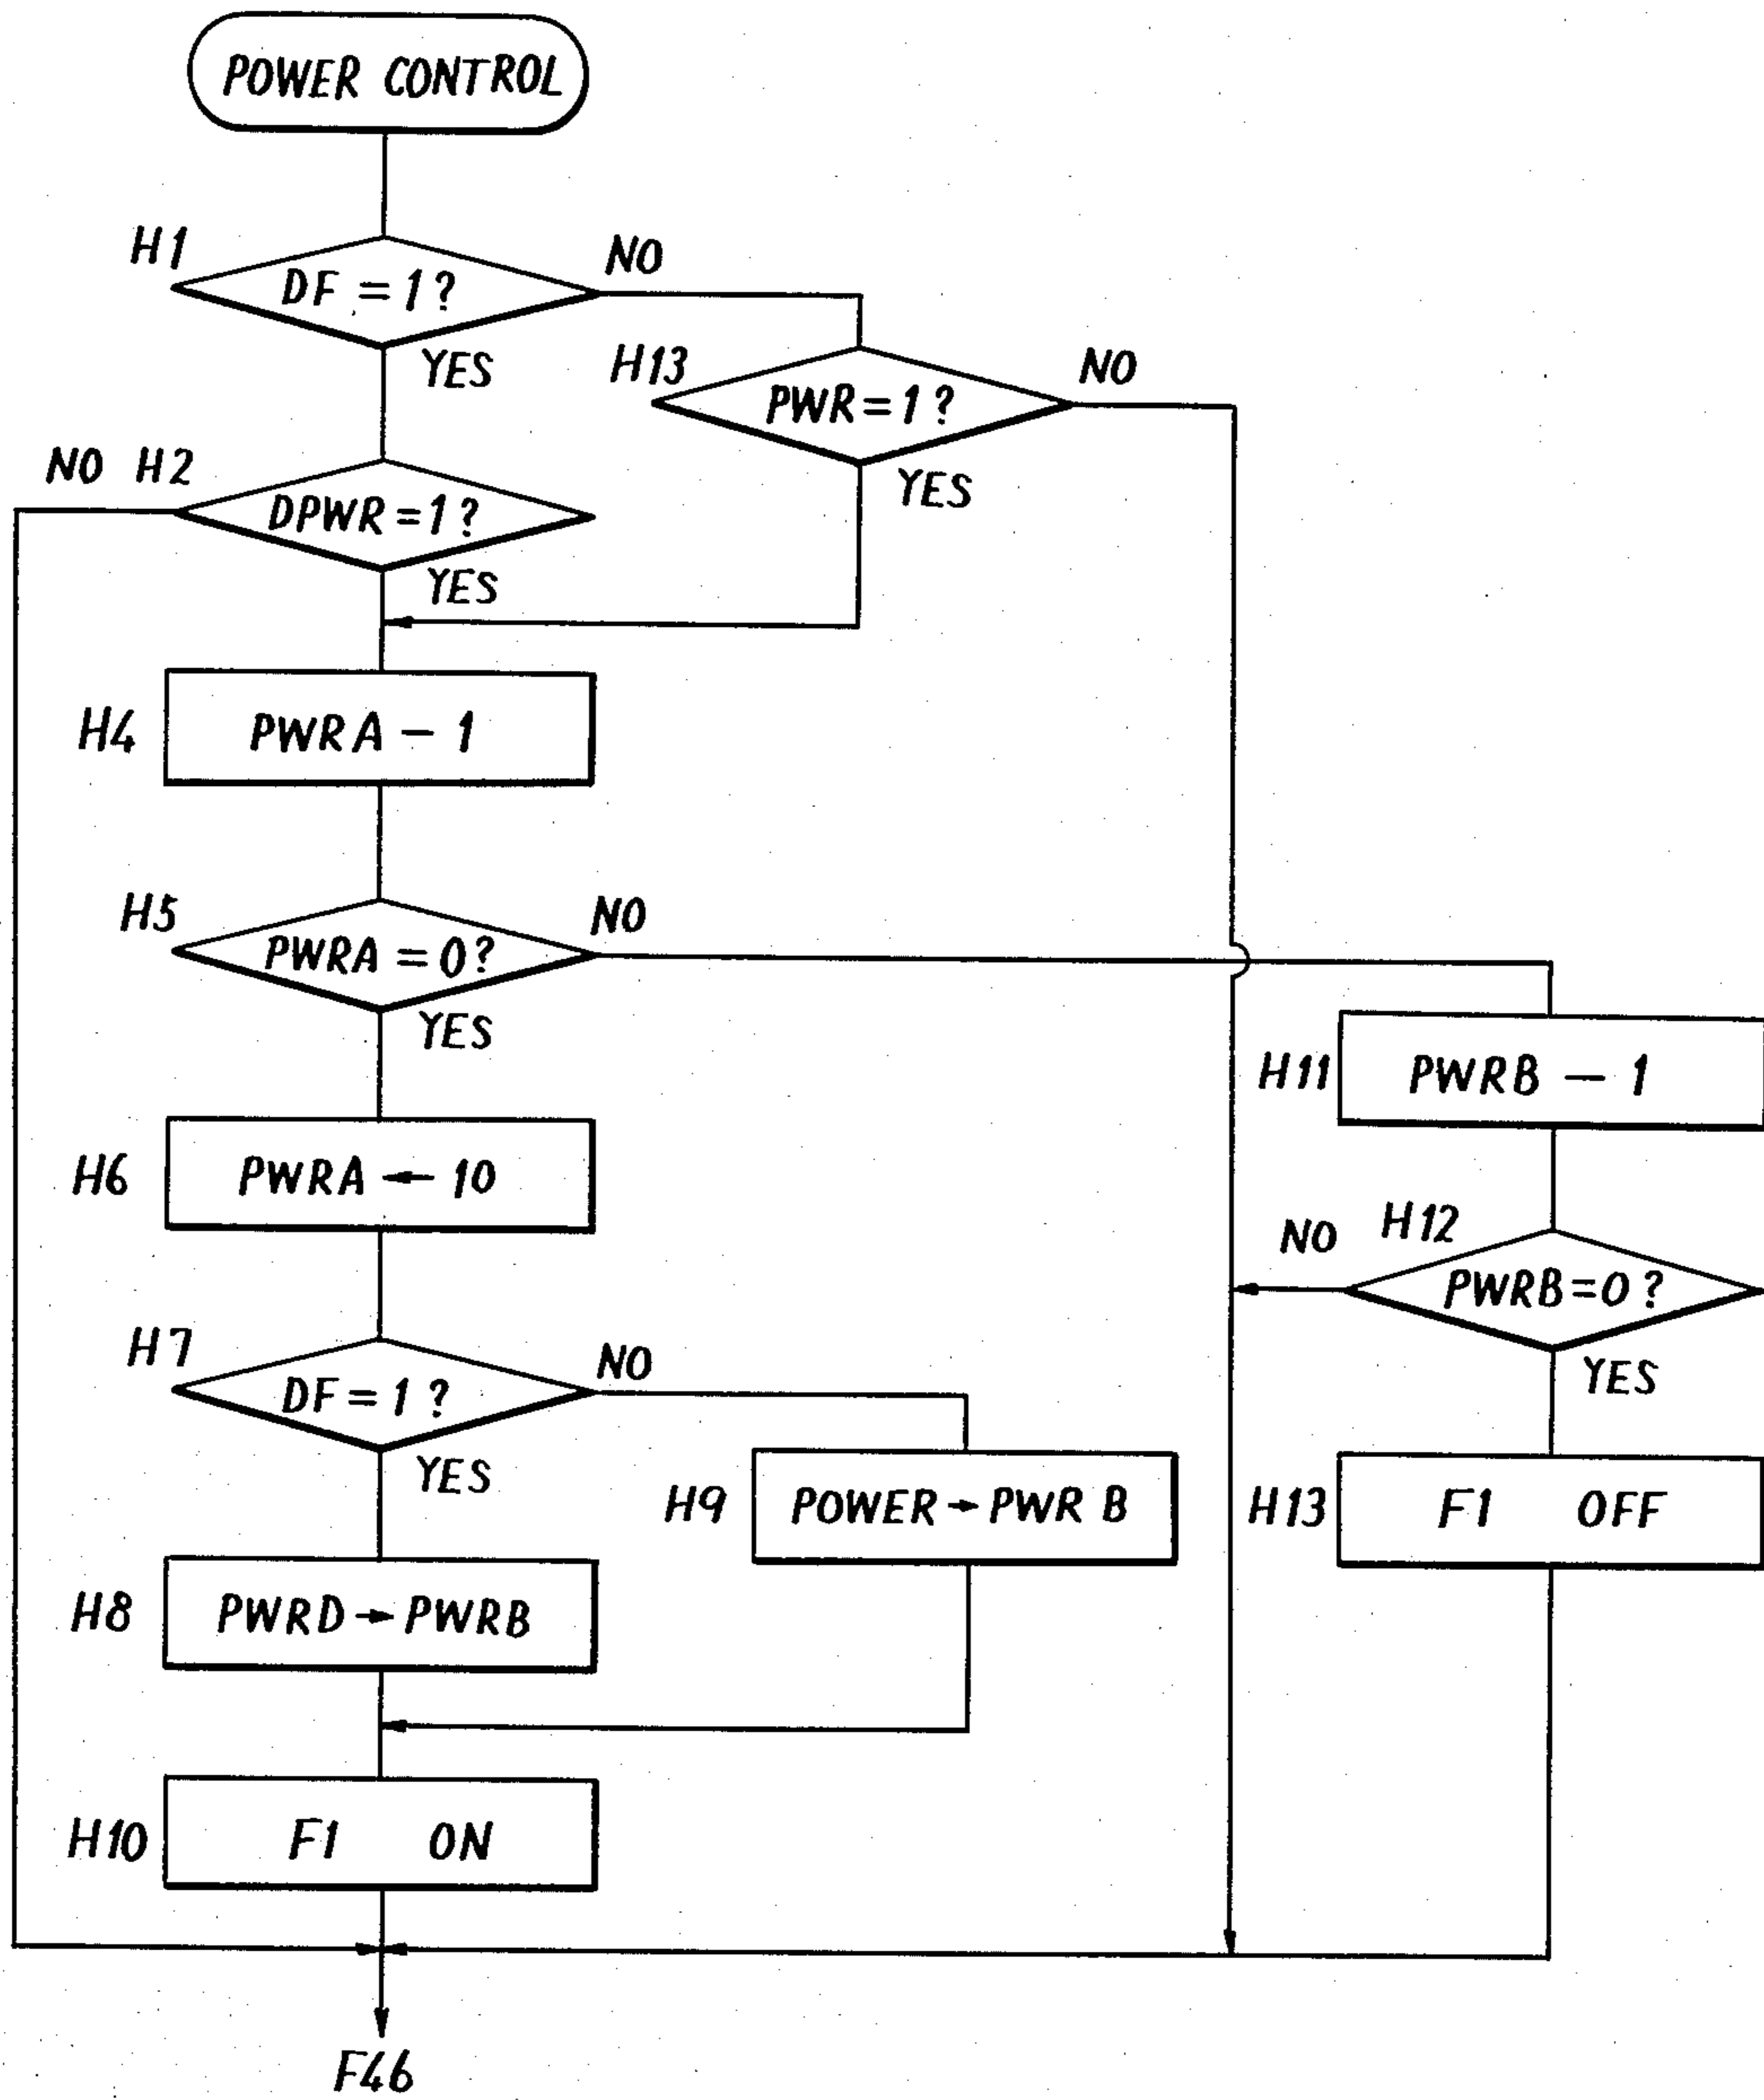 POWER CONTROL
H1
DF = 1 ?
NO
YES
H13
PWR = 1 ?
NO
YES
NO
H2
DPWR = 1 ?
YES
H4
PWRA - 1
H5
PWRA = 0 ?
NO
YES
H11
PWRB - 1
H6
PWRA ← 10
H12
PWRB = 0 ?
NO
YES
H7
DF = 1 ?
NO
YES
H9
POWER → PWR B
H13
F1 OFF
H8
PWRD → PWRB
H10
F1 ON
F46